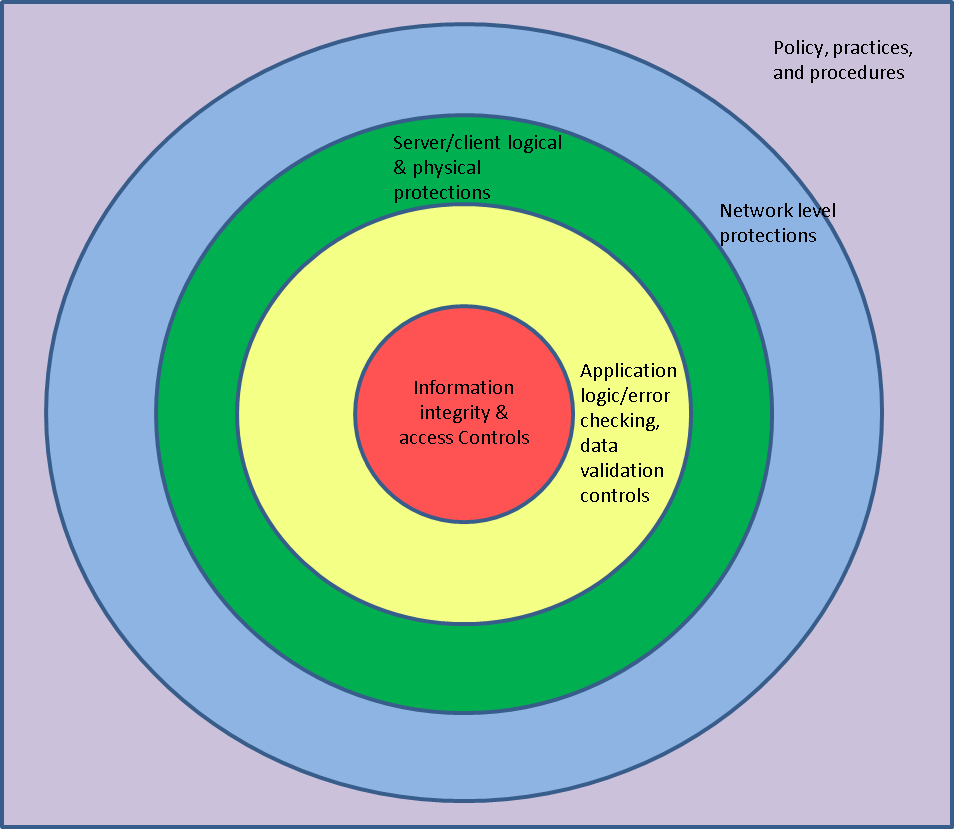 Policy, practices,
and procedures
Server/client logical
& physical
protections
Network level
protections
Application
logic/error
checking,
data
validation
controls
Information
integrity &
access Controls